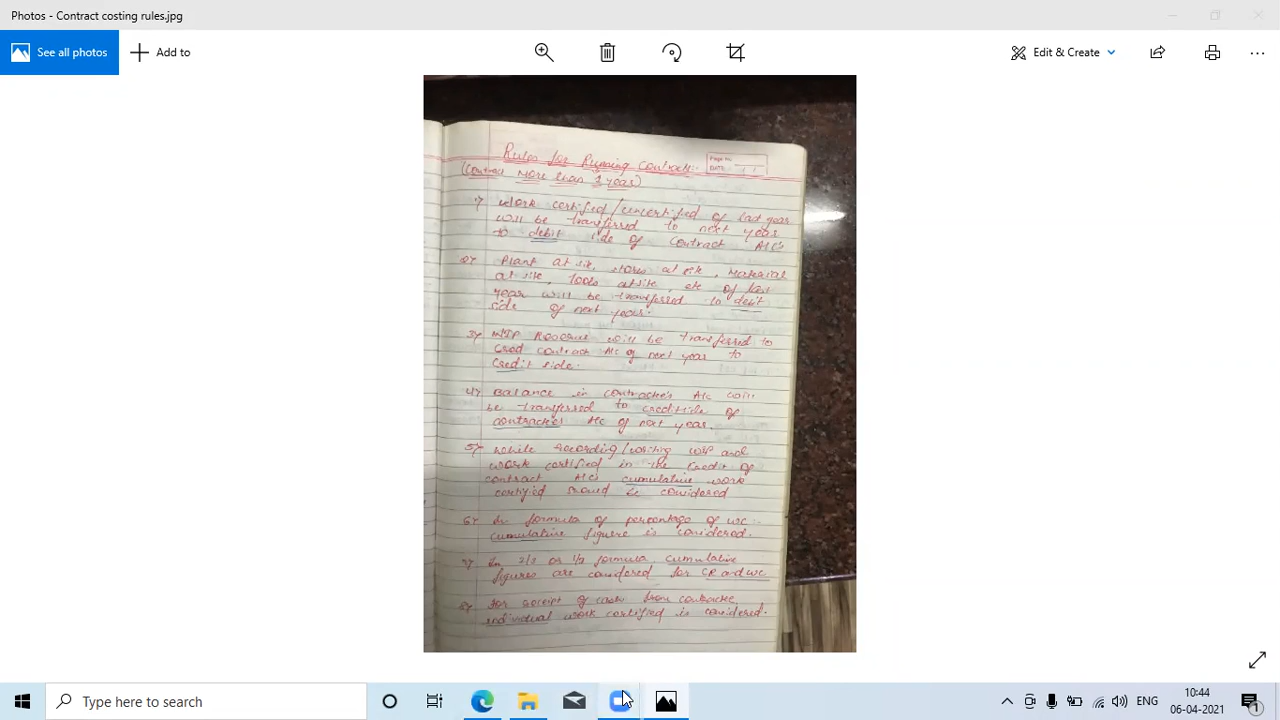 Photos - Contract costing rules.jpg
See all photos
Add to
Edit & Create
Rules for Running Contracts:-
Page No.
DATE: / /
(Contract More than 1 year)
1) Work certified/uncertified of last year
will be transferred to next year
to debit side of Contract A/c's
2) Plant at site, stores at site, Material
at site, tools at site, etc of last
year will be transferred to debit
side of next years.
3) WIP Reserve will be transferred to
contract A/c of next year to
Credit side.
4) Balance in contractee's A/c will
be transferred to credit side of
contractee's A/c of next year.
5) While recording/writing WIP and
work certified in the credit of
contract A/c's cumulative work
certified should be considered
6) In formula of percentage of WC
cumulative figure is considered.
7) In 2/3 or 1/3 formula cumulative
figures are considered for CR and WC
8) For receipt of cash from contractee
individual work certified is considered.
Type here to search
ENG
10:44
06-04-2021
1